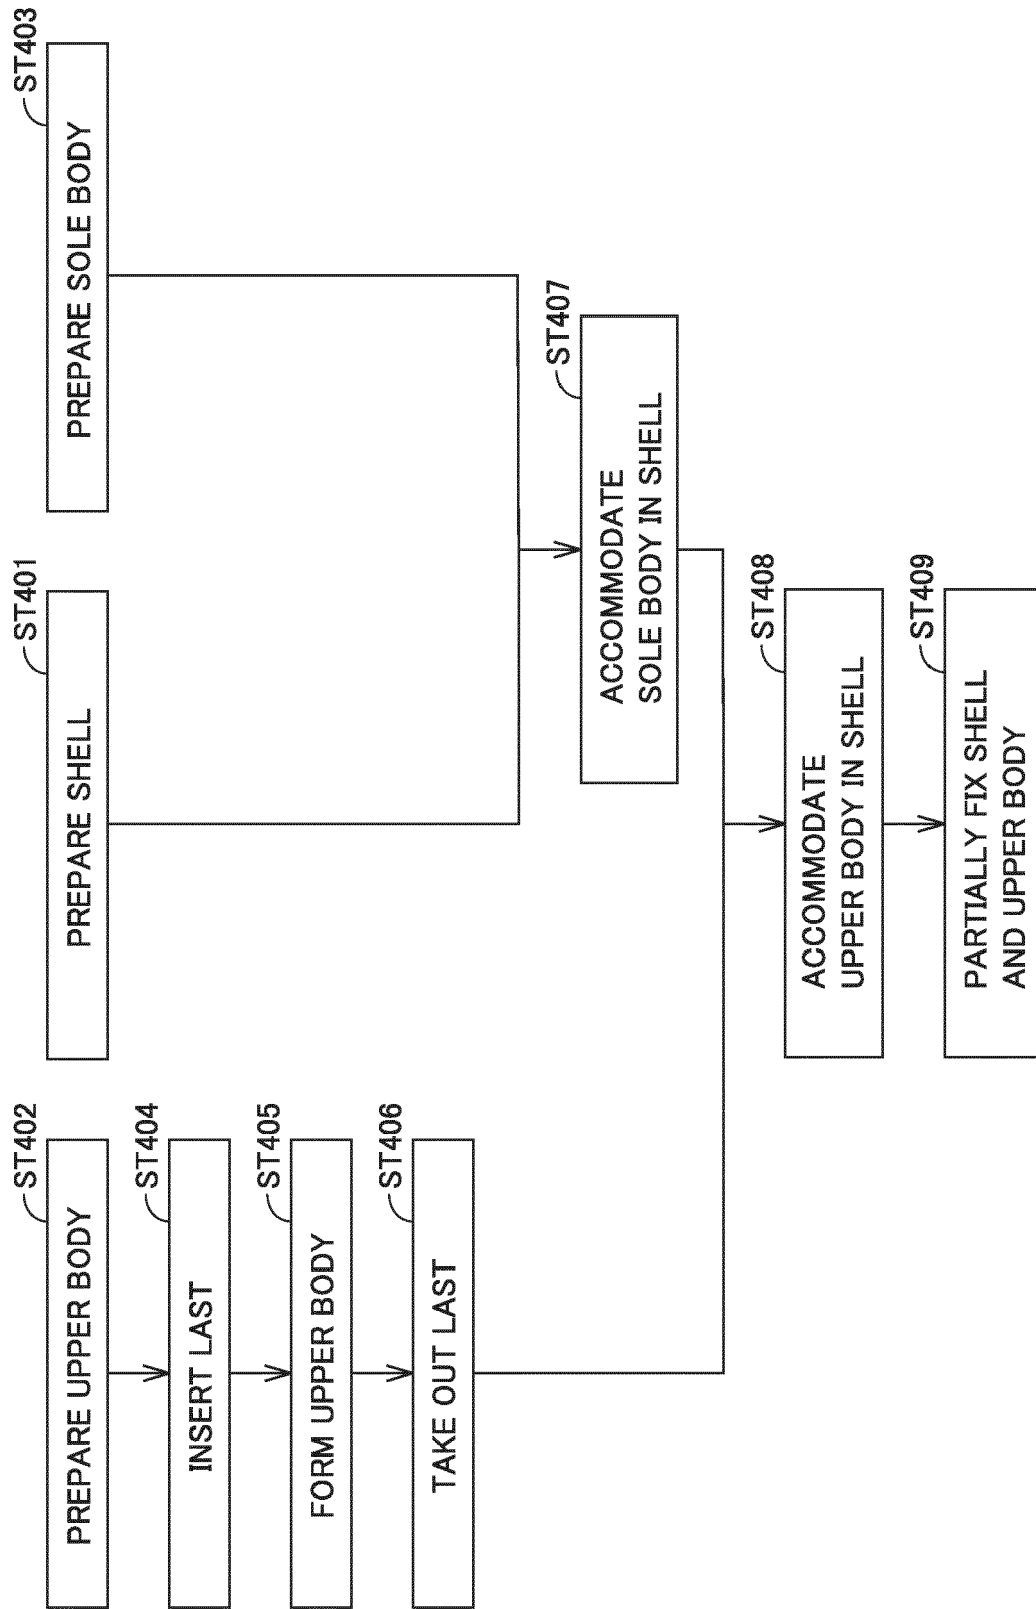 ST402
PREPARE UPPER BODY
ST404
INSERT LAST
ST405
FORM UPPER BODY
ST406
TAKE OUT LAST
ST401
PREPARE SHELL
ST403
PREPARE SOLE BODY
ST407
ACCOMMODATE
SOLE BODY IN SHELL
ST408
ACCOMMODATE
UPPER BODY IN SHELL
ST409
PARTIALLY FIX SHELL
AND UPPER BODY